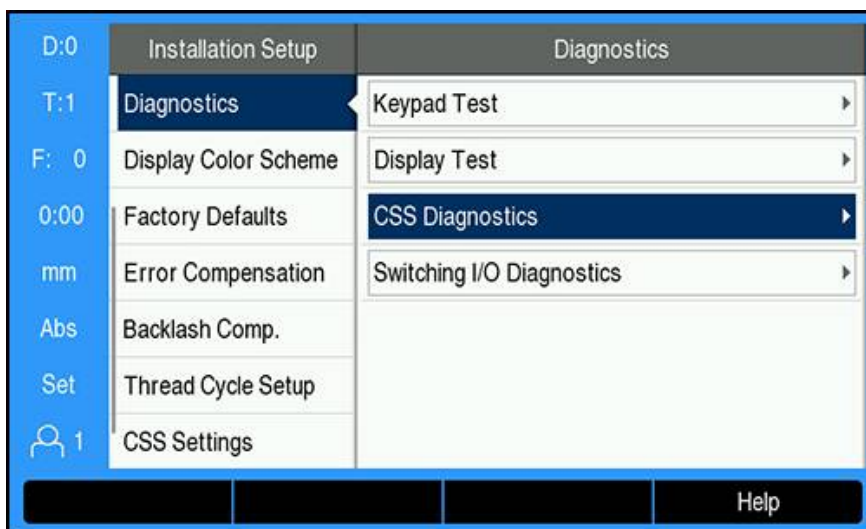 D:0
T:1
F: 0
0:00
mm
Abs
Set
1
Installation Setup
Diagnostics
Display Color Scheme
Factory Defaults
Error Compensation
Backlash Comp.
Thread Cycle Setup
CSS Settings
Diagnostics
Keypad Test
Display Test
CSS Diagnostics
Switching I/O Diagnostics
Help